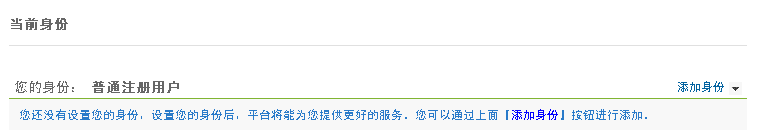 当前身份
您的身份： 普通注册用户 添加身份
您还没有设置您的身份，设置您的身份后，平台将能为您提供更好的服务。您可以通过上面『添加身份』按钮进行添加。